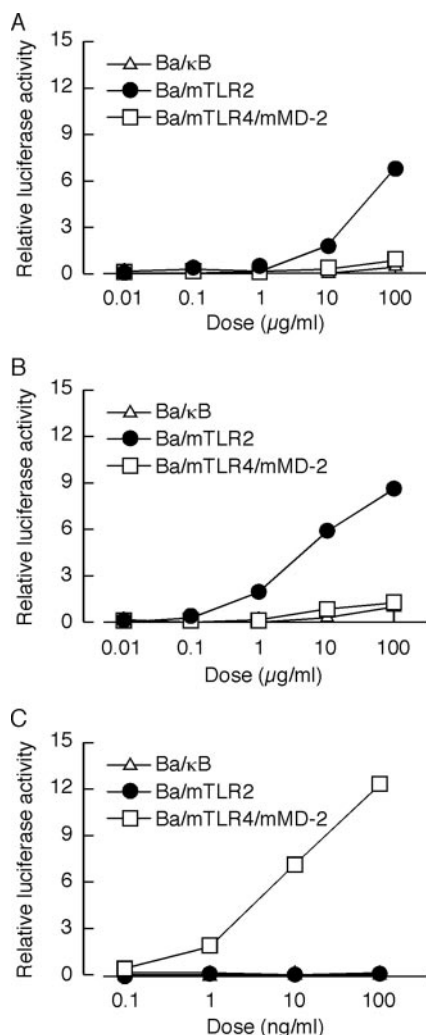 A
Relative luciferase activity
15
12
9
6
3
0
Ba/κB
Ba/mTLR2
Ba/mTLR4/mMD-2
0.01 0.1 1 10 100
Dose (µg/ml)
B
Relative luciferase activity
15
12
9
6
3
0
Ba/κB
Ba/mTLR2
Ba/mTLR4/mMD-2
0.01 0.1 1 10 100
Dose (µg/ml)
C
Relative luciferase activity
15
12
9
6
3
0
Ba/κB
Ba/mTLR2
Ba/mTLR4/mMD-2
0.1 1 10 100
Dose (ng/ml)